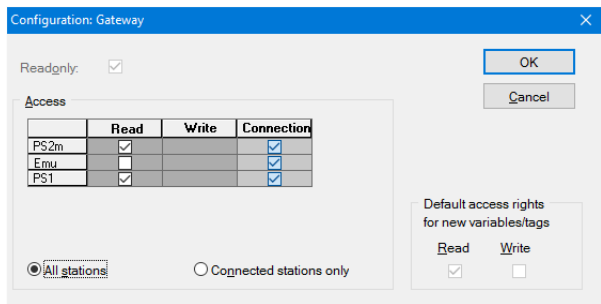 Configuration: Gateway
Readonly:
OK
Cancel
Access
Read Write Connection
PS2m
Emu
PS1
All stations
Connected stations only
Default access rights
for new variables/tags
Read Write